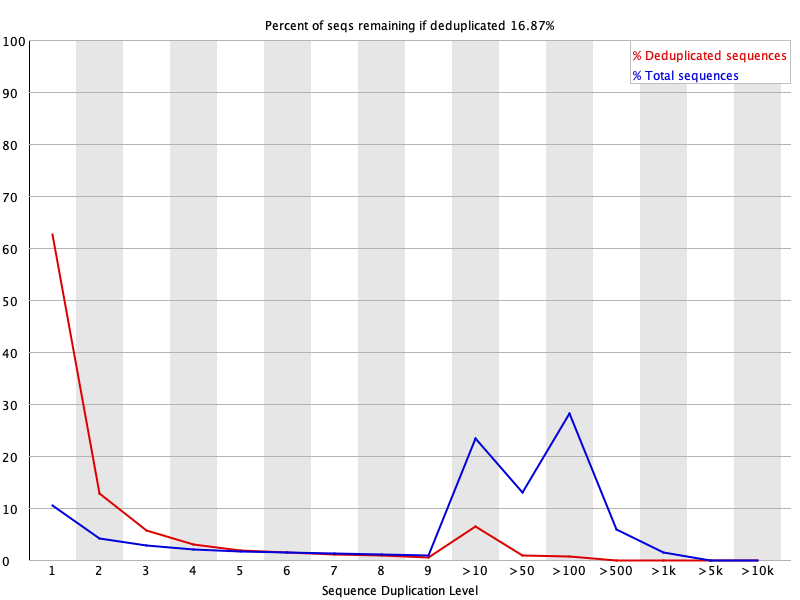 Percent of seqs remaining if deduplicated 16.87%
% Deduplicated sequences
% Total sequences
100
90
80
70
60
50
40
30
20
10
0
1 2 3 4 5 6 7 8 9 >10 >50 >100 >500 >1k >5k >10k
Sequence Duplication Level